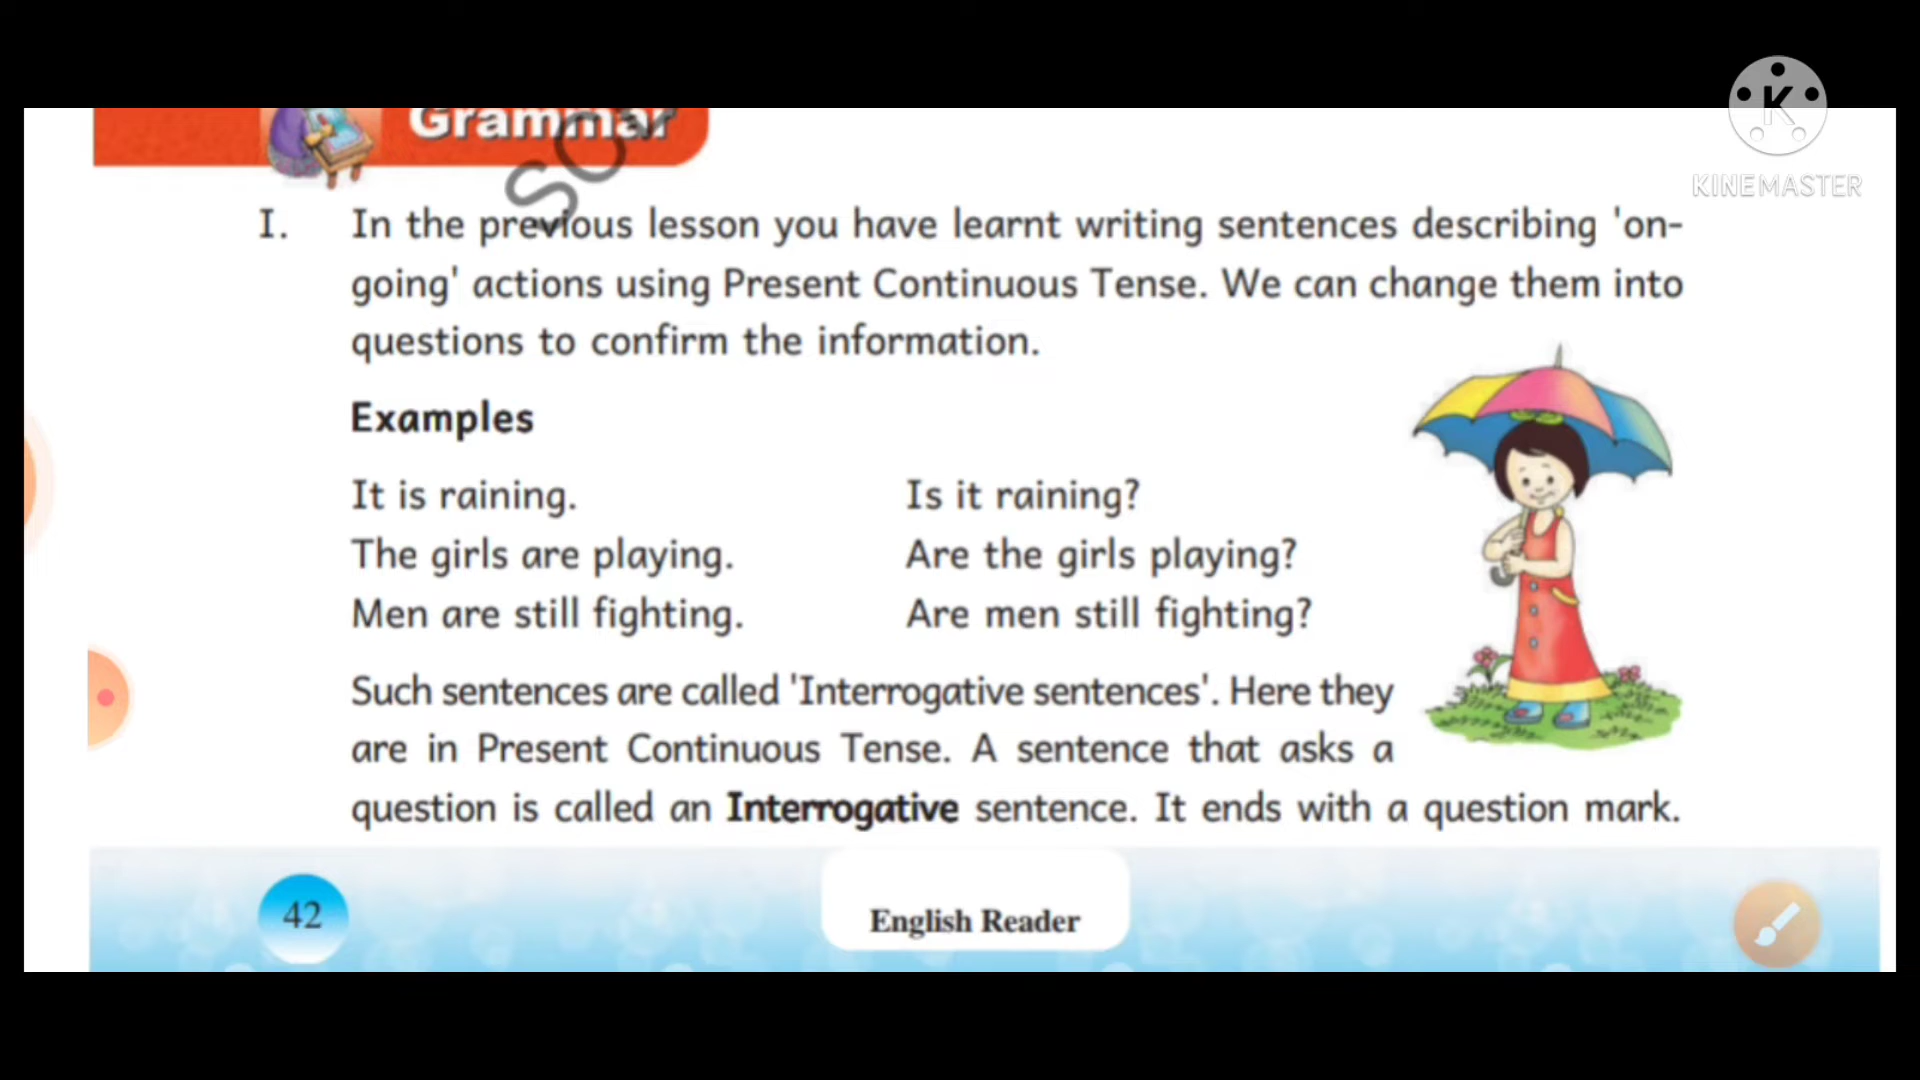 Grammar
SO
K
KINEMASTER
I. In the previous lesson you have learnt writing sentences describing 'on-
going' actions using Present Continuous Tense. We can change them into
questions to confirm the information.
Examples
It is raining. Is it raining?
The girls are playing. Are the girls playing?
Men are still fighting. Are men still fighting?
Such sentences are called 'Interrogative sentences'. Here they
are in Present Continuous Tense. A sentence that asks a
question is called an Interrogative sentence. It ends with a question mark.
42
English Reader